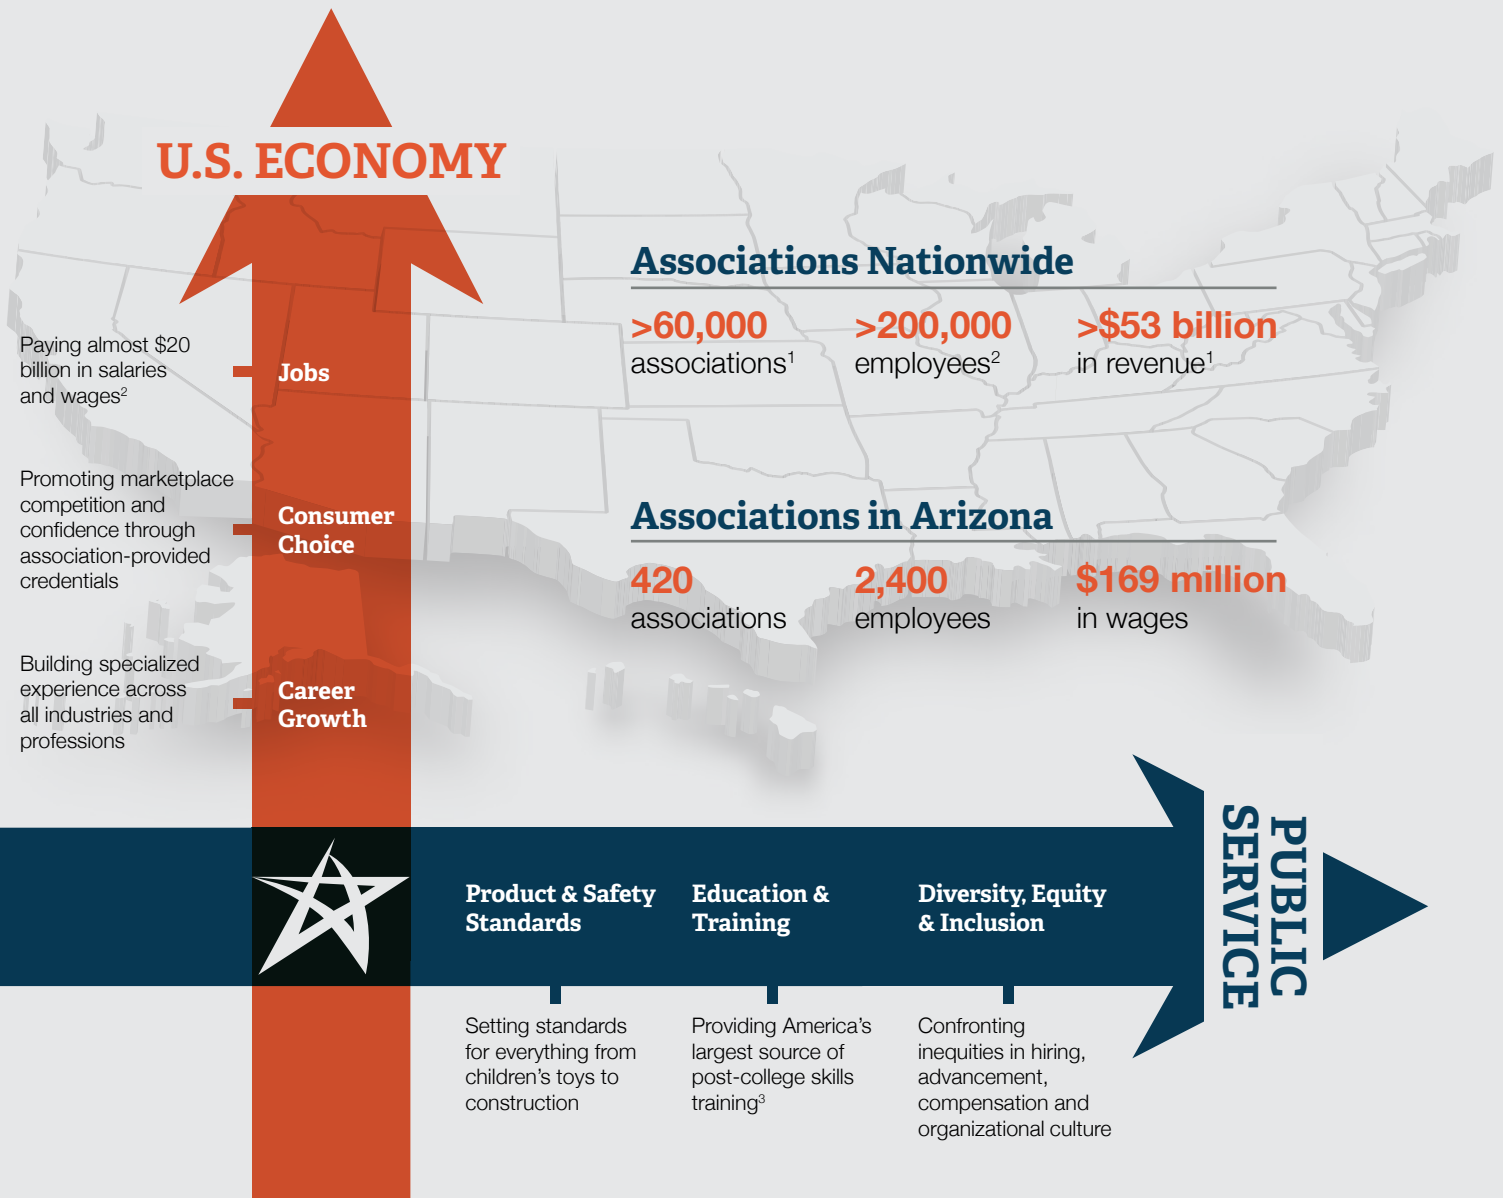 U.S. ECONOMY
Paying almost $20
billion in salaries
and wages²
Jobs
Promoting marketplace
competition and
confidence through
association-provided
credentials
Consumer
Choice
Building specialized
experience across
all industries and
professions
Career
Growth
Associations Nationwide
>60,000
associations¹
>200,000
employees²
>$53 billion
in revenue¹
Associations in Arizona
420
associations
2,400
employees
$169 million
in wages
Product & Safety
Standards
Setting standards
for everything from
children’s toys to
construction
Education &
Training
Providing America’s
largest source of
post-college skills
training³
Diversity, Equity
& Inclusion
Confronting
inequities in hiring,
advancement,
compensation and
organizational culture
PUBLIC
SERVICE